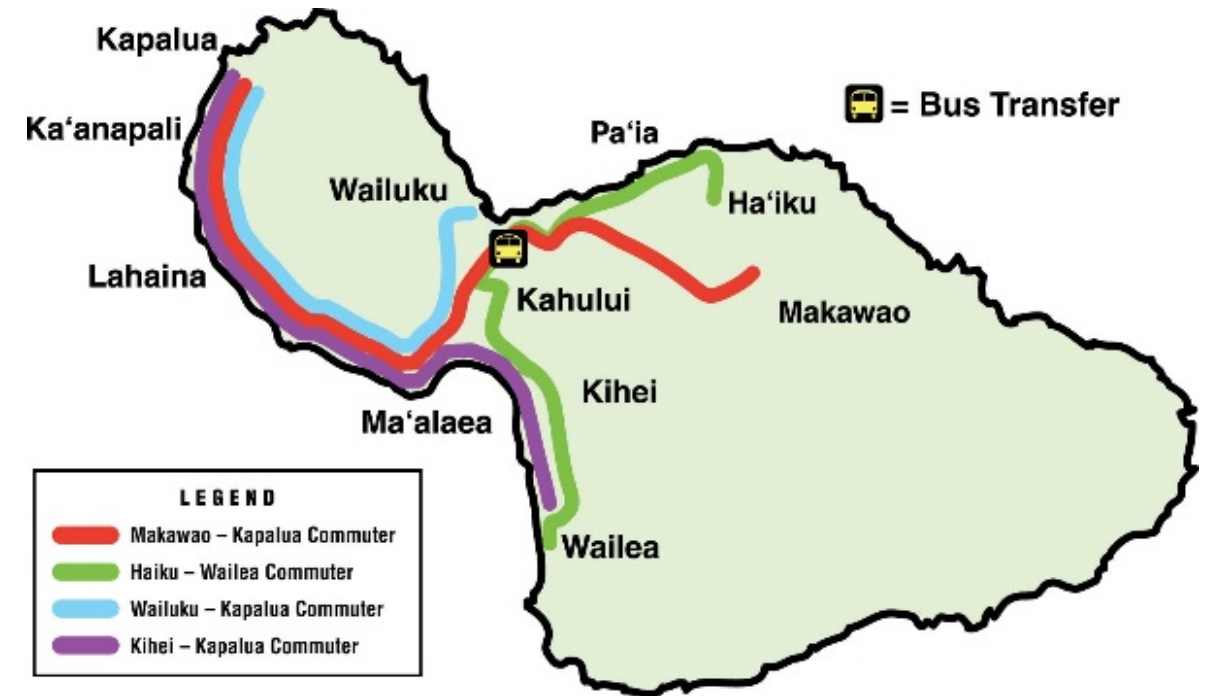 Kapalua
Ka‘anapali
Lahaina
Wailuku
Pa‘ia
= Bus Transfer
Ha‘iku
Kahului
Makawao
Kihei
Ma‘alaea
Wailea
LEGEND
Makawao – Kapalua Commuter
Haiku – Wailea Commuter
Wailuku – Kapalua Commuter
Kihei – Kapalua Commuter